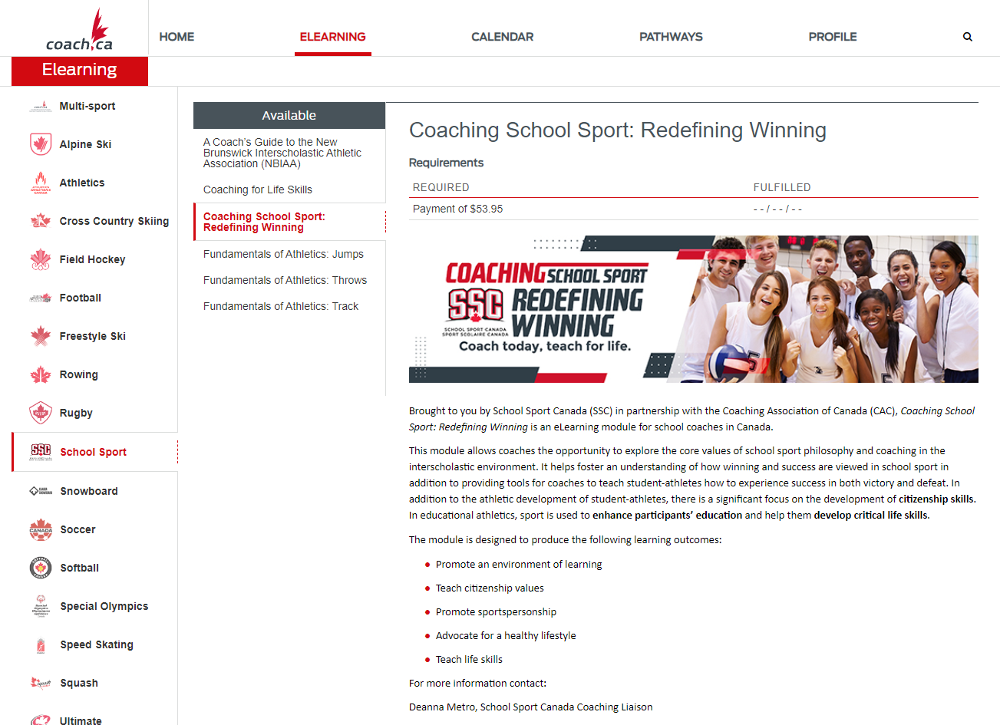 coach.ca
HOME
ELEARNING
CALENDAR
PATHWAYS
PROFILE
Elearning
Multi-sport
Alpine Ski
Athletics
Cross Country Skiing
Field Hockey
Football
Freestyle Ski
Rowing
Rugby
School Sport
Snowboard
Soccer
Softball
Special Olympics
Speed Skating
Squash
Ultimate
Available
A Coach's Guide to the New
Brunswick Interscholastic Athletic
Association (NBIAA)
Coaching for Life Skills
Coaching School Sport:
Redefining Winning
Fundamentals of Athletics: Jumps
Fundamentals of Athletics: Throws
Fundamentals of Athletics: Track
Coaching School Sport: Redefining Winning
Requirements
REQUIRED FULFILLED
Payment of $53.95 - - / - - / - -
COACHING SCHOOL SPORT
SSC REDEFINING
WINNING
SCHOOL SPORT CANADA
SPORT SCOLAIRE CANADA
Coach today, teach for life.
Brought to you by School Sport Canada (SSC) in partnership with the Coaching Association of Canada (CAC), Coaching School
Sport: Redefining Winning is an eLearning module for school coaches in Canada.
This module allows coaches the opportunity to explore the core values of school sport philosophy and coaching in the
interscholastic environment. It helps foster an understanding of how winning and success are viewed in school sport in
addition to providing tools for coaches to teach student-athletes how to experience success in both victory and defeat. In
addition to the athletic development of student-athletes, there is a significant focus on the development of citizenship skills.
In educational athletics, sport is used to enhance participants' education and help them develop critical life skills.
The module is designed to produce the following learning outcomes:
Promote an environment of learning
Teach citizenship values
Promote sportspersonship
Advocate for a healthy lifestyle
Teach life skills
For more information contact:
Deanna Metro, School Sport Canada Coaching Liaison